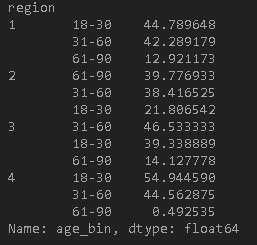 region
1 18-30 44.789648
31-60 42.289179
61-90 12.921173
2 61-90 39.776933
31-60 38.416525
18-30 21.806542
3 31-60 46.533333
18-30 39.338889
61-90 14.127778
4 18-30 54.944590
31-60 44.562875
61-90 0.492535
Name: age_bin, dtype: float64